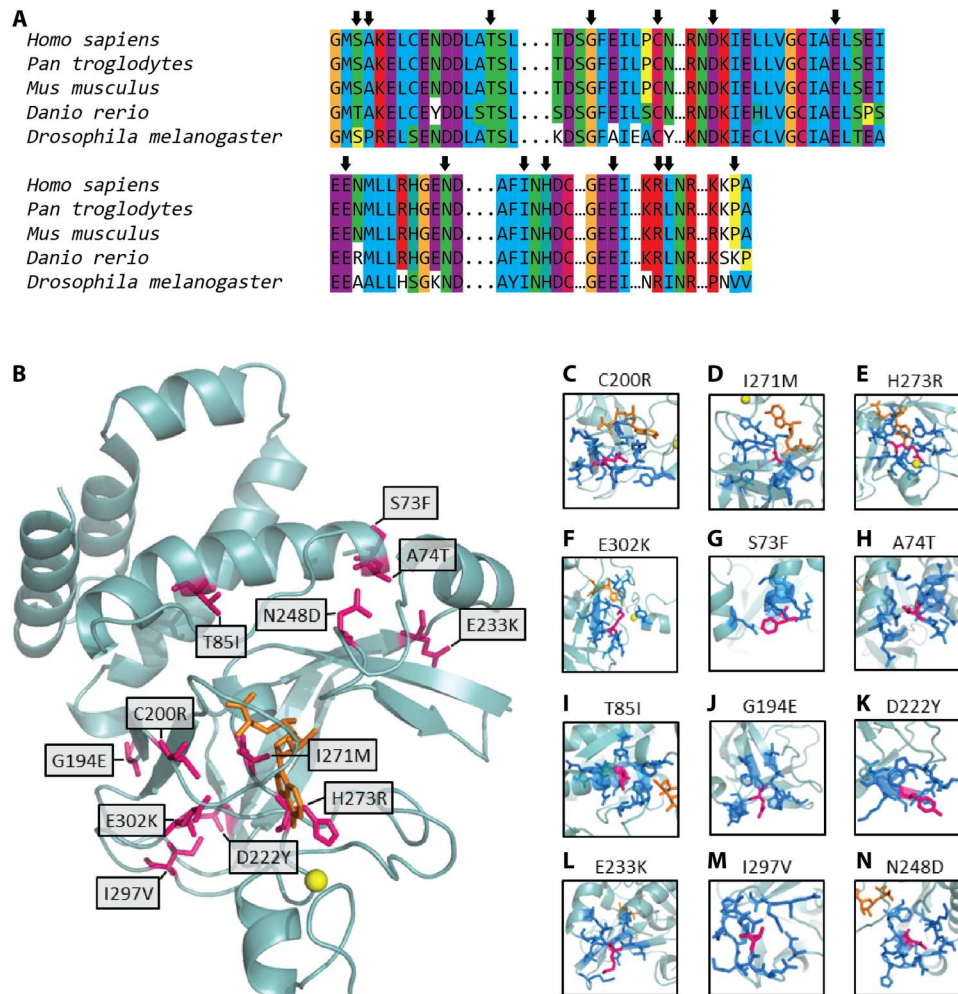 A
Homo sapiens GMSAKELCENDDLATSL...TDSGFEILPCN…RNDKIELLVGCIAELSEI
Pan troglodytes GMSAKELCENDDLATSL...TDSGFEILPCN…RNDKIELLVGCIAELSEI
Mus musculus GMSAKELCENDDLATSL...TDSGFEILPCN…RNDKIELLVGCIAELSEI
Danio rerio GMTAKELCEYDDLSTSL...SDSGFEILPCS…KNDKIELHVGCIAELSPS
Drosophila melanogaster GMSPRELSENDDLATSL...KDSGFAIEACY…KNDKIECLVGCIAELTEA
Homo sapiens EENMLLRHGEND...AFINHDC…GEEI…KRLNR…KKPA
Pan troglodytes EENMLLRHGEND...AFINHDC…GEEI…KRLNR…KKPA
Mus musculus EENMLLRHGEND...AFINHDC…GEEI…KRLNR…RKPA
Danio rerio EERMLLRHGEND...AFINHDC…GEEI…KRLNR…KSKP
Drosophila melanogaster EEAALLHSGKND...AYINHDC…GEEI…NRINR…PNVV
B
S73F
A74T
N248D
E233K
T85I
C200R
G194E
I271M
H273R
E302K
D222Y
I297V
C D E
C200R I271M H273R
F G H
E302K S73F A74T
I J K
T85I G194E D222Y
L M N
E233K I297V N248D